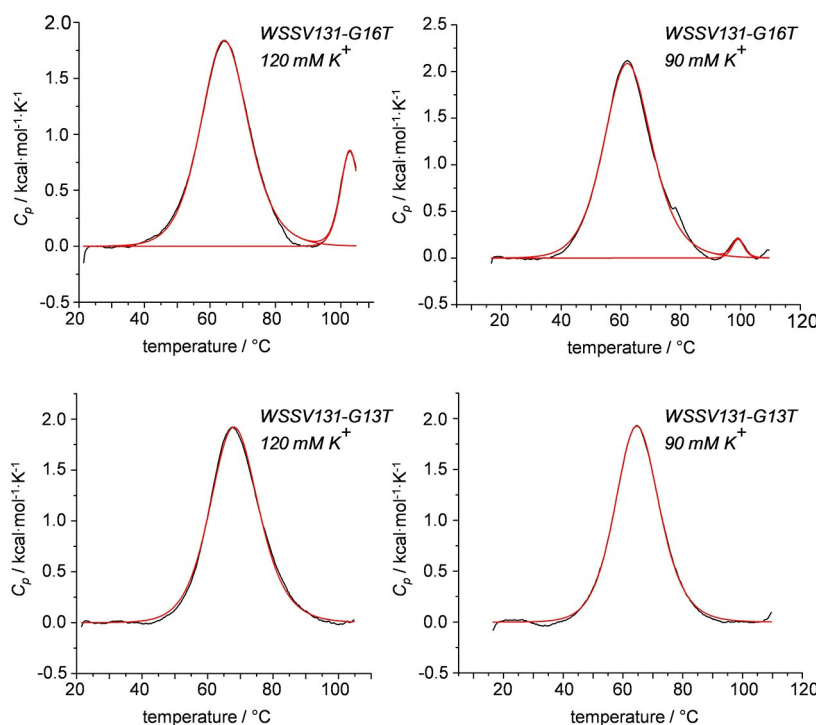 WSSV131-G16T
120 mM K+
2.0
1.5
1.0
0.5
0.0
-0.5
Cp / kcal·mol-1·K-1
20 40 60 80 100
temperature / °C
WSSV131-G16T
90 mM K+
2.5
2.0
1.5
1.0
0.5
0.0
-0.5
Cp / kcal·mol-1·K-1
20 40 60 80 100 120
temperature / °C
WSSV131-G13T
120 mM K+
2.0
1.5
1.0
0.5
0.0
-0.5
Cp / kcal·mol-1·K-1
20 40 60 80 100
temperature / °C
WSSV131-G13T
90 mM K+
2.0
1.5
1.0
0.5
0.0
-0.5
Cp / kcal·mol-1·K-1
20 40 60 80 100 120
temperature / °C